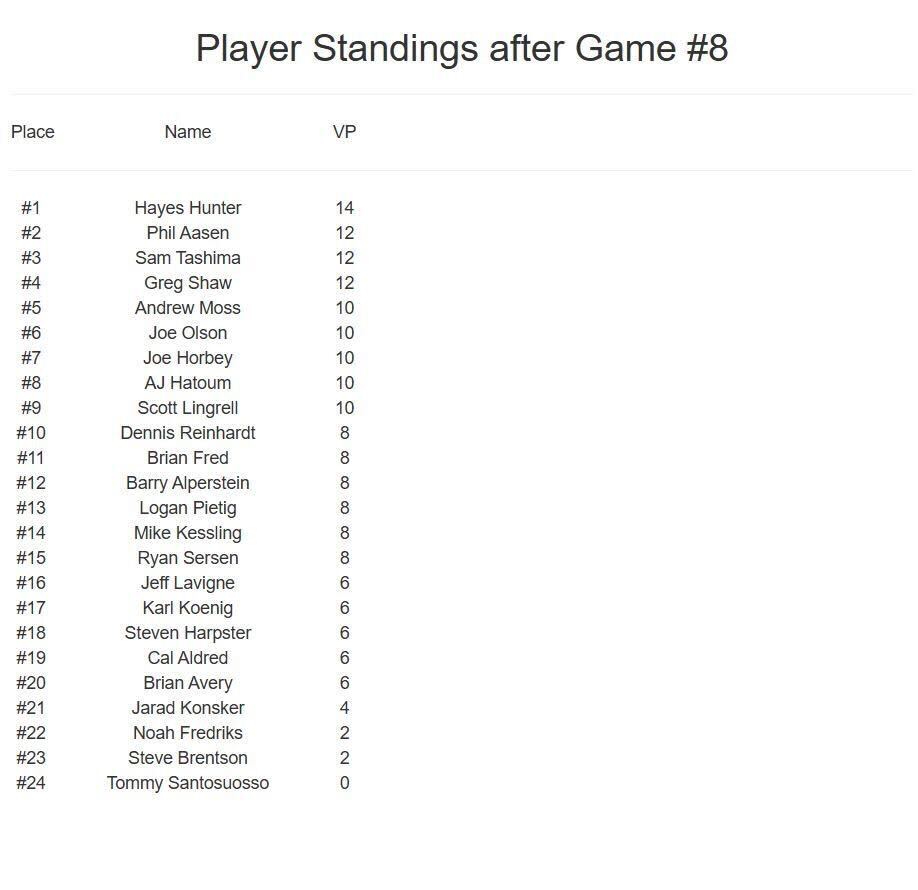 Player Standings after Game #8
Place Name VP
#1 Hayes Hunter 14
#2 Phil Aasen 12
#3 Sam Tashima 12
#4 Greg Shaw 12
#5 Andrew Moss 10
#6 Joe Olson 10
#7 Joe Horbey 10
#8 AJ Hatoum 10
#9 Scott Lingrell 10
#10 Dennis Reinhardt 8
#11 Brian Fred 8
#12 Barry Alperstein 8
#13 Logan Pietig 8
#14 Mike Kessling 8
#15 Ryan Sersen 8
#16 Jeff Lavigne 6
#17 Karl Koenig 6
#18 Steven Harpster 6
#19 Cal Aldred 6
#20 Brian Avery 6
#21 Jarad Konsker 4
#22 Noah Fredriks 2
#23 Steve Brentson 2
#24 Tommy Santosuosso 0